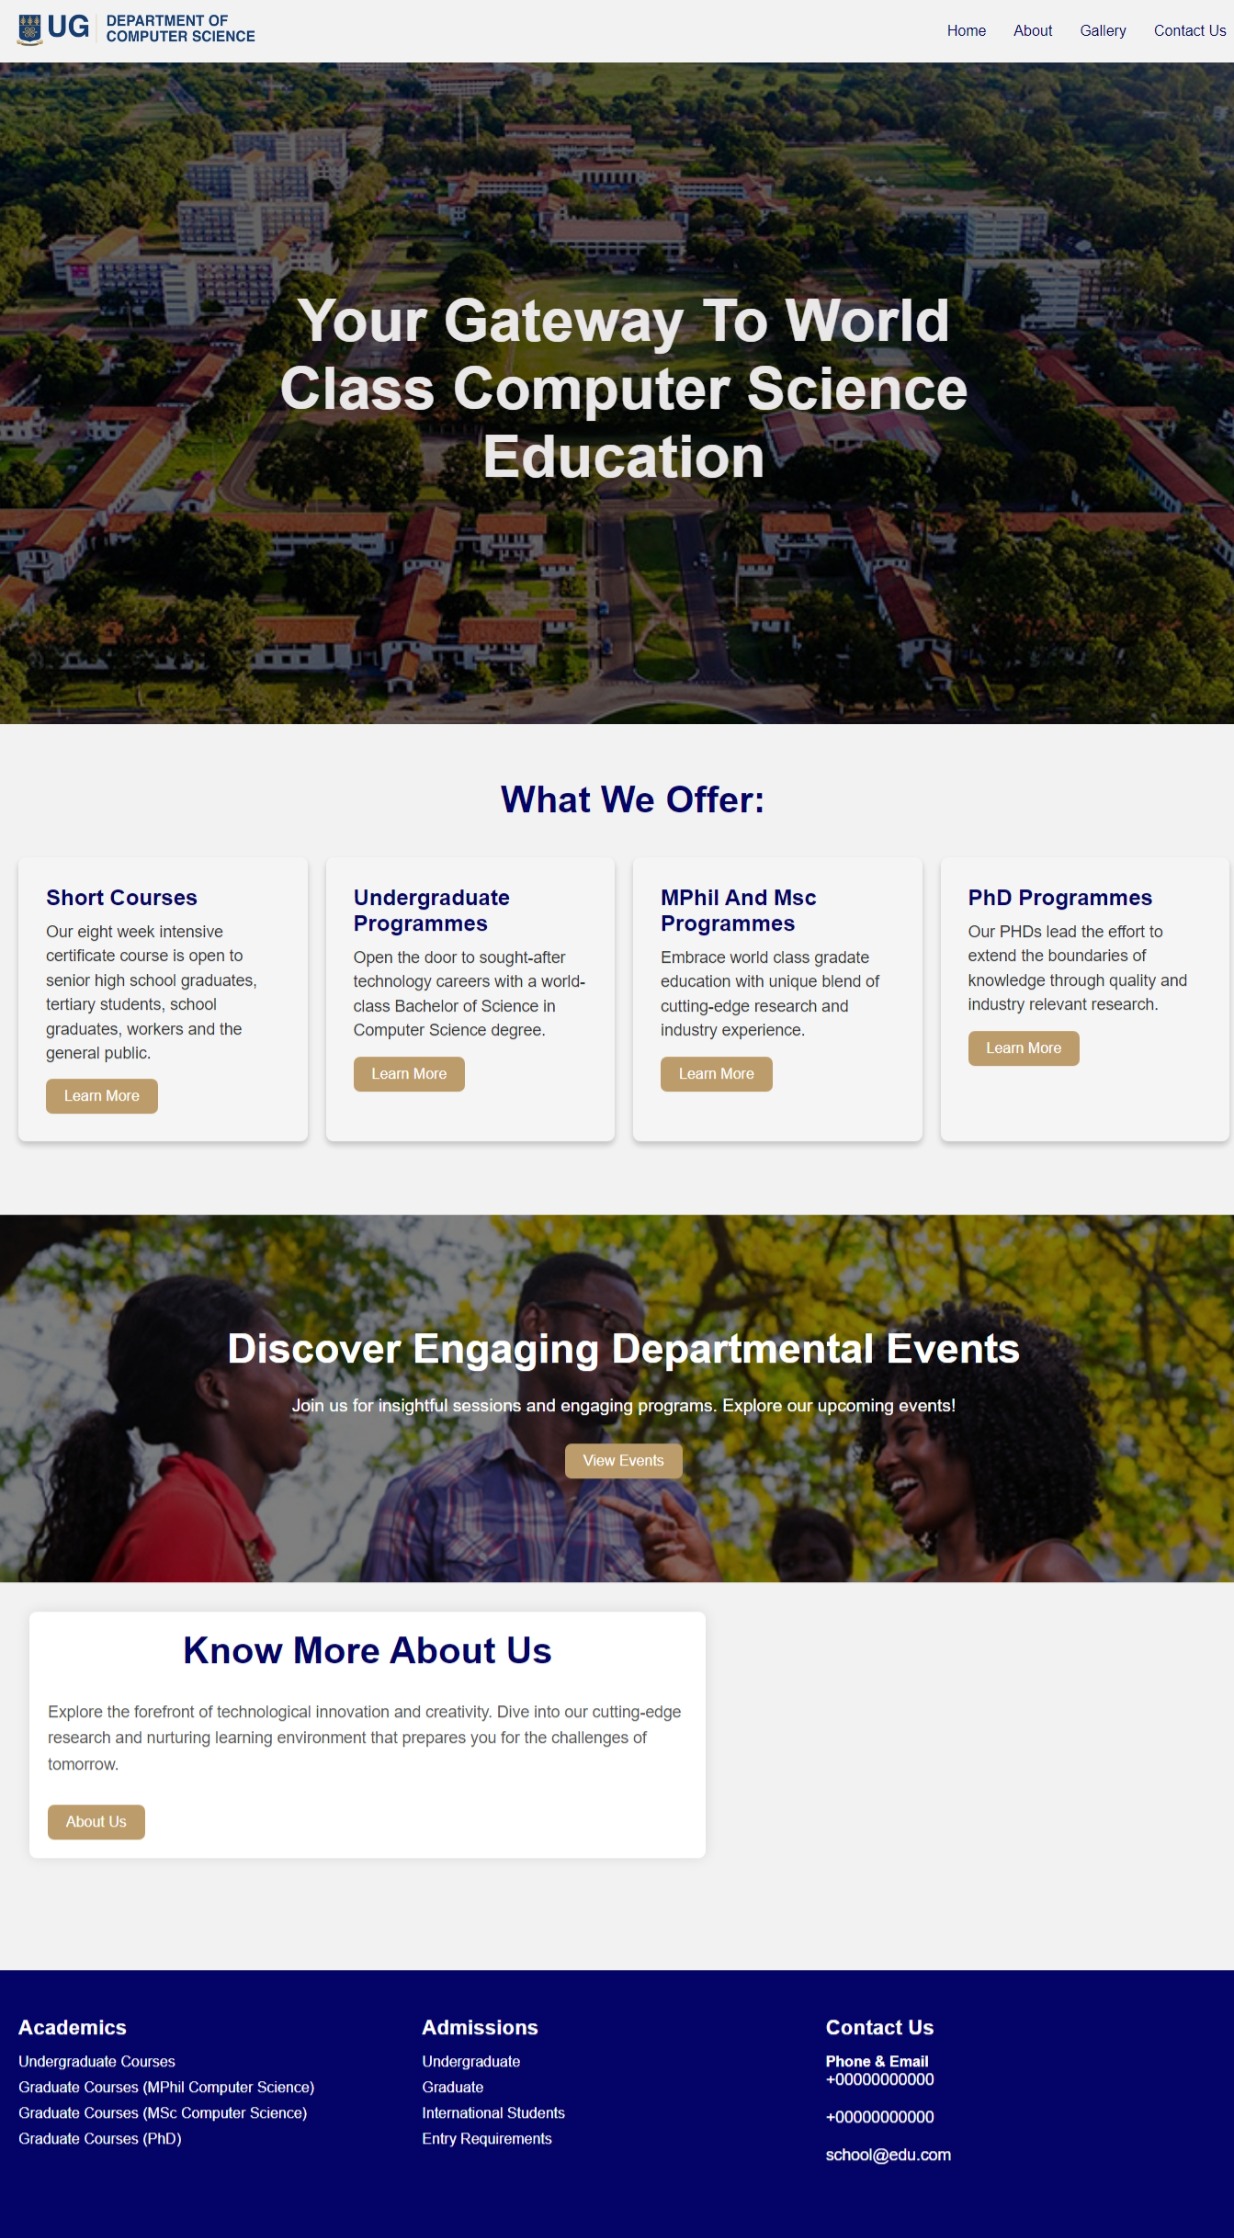 UG
DEPARTMENT OF
COMPUTER SCIENCE
Home About Gallery Contact Us
Your Gateway To World
Class Computer Science
Education
What We Offer:
Short Courses
Our eight week intensive
certificate course is open to
senior high school graduates,
tertiary students, school
graduates, workers and the
general public.
Learn More
Undergraduate
Programmes
Open the door to sought-after
technology careers with a world-
class Bachelor of Science in
Computer Science degree.
Learn More
MPhil And Msc
Programmes
Embrace world class gradate
education with unique blend of
cutting-edge research and
industry experience.
Learn More
PhD Programmes
Our PHDs lead the effort to
extend the boundaries of
knowledge through quality and
industry relevant research.
Learn More
Discover Engaging Departmental Events
Join us for insightful sessions and engaging programs. Explore our upcoming events!
View Events
Know More About Us
Explore the forefront of technological innovation and creativity. Dive into our cutting-edge
research and nurturing learning environment that prepares you for the challenges of
tomorrow.
About Us
Academics
Undergraduate Courses
Graduate Courses (MPhil Computer Science)
Graduate Courses (MSc Computer Science)
Graduate Courses (PhD)
Admissions
Undergraduate
Graduate
International Students
Entry Requirements
Contact Us
Phone & Email
+00000000000
+00000000000
school@edu.com